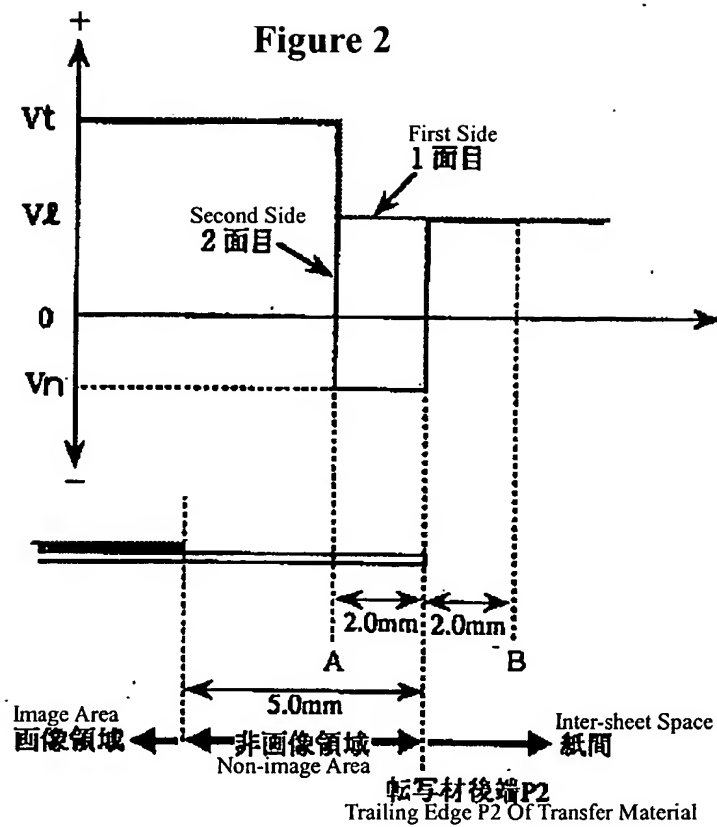 Figure 2
+
Vt
First Side
1面目
Vℓ
Second Side
2面目
0
Vn
−
2.0mm
2.0mm
A
B
5.0mm
Image Area
画像領域
非画像領域
Non-image Area
Inter-sheet Space
紙間
転写材後端P2
Trailing Edge P2 Of Transfer Material